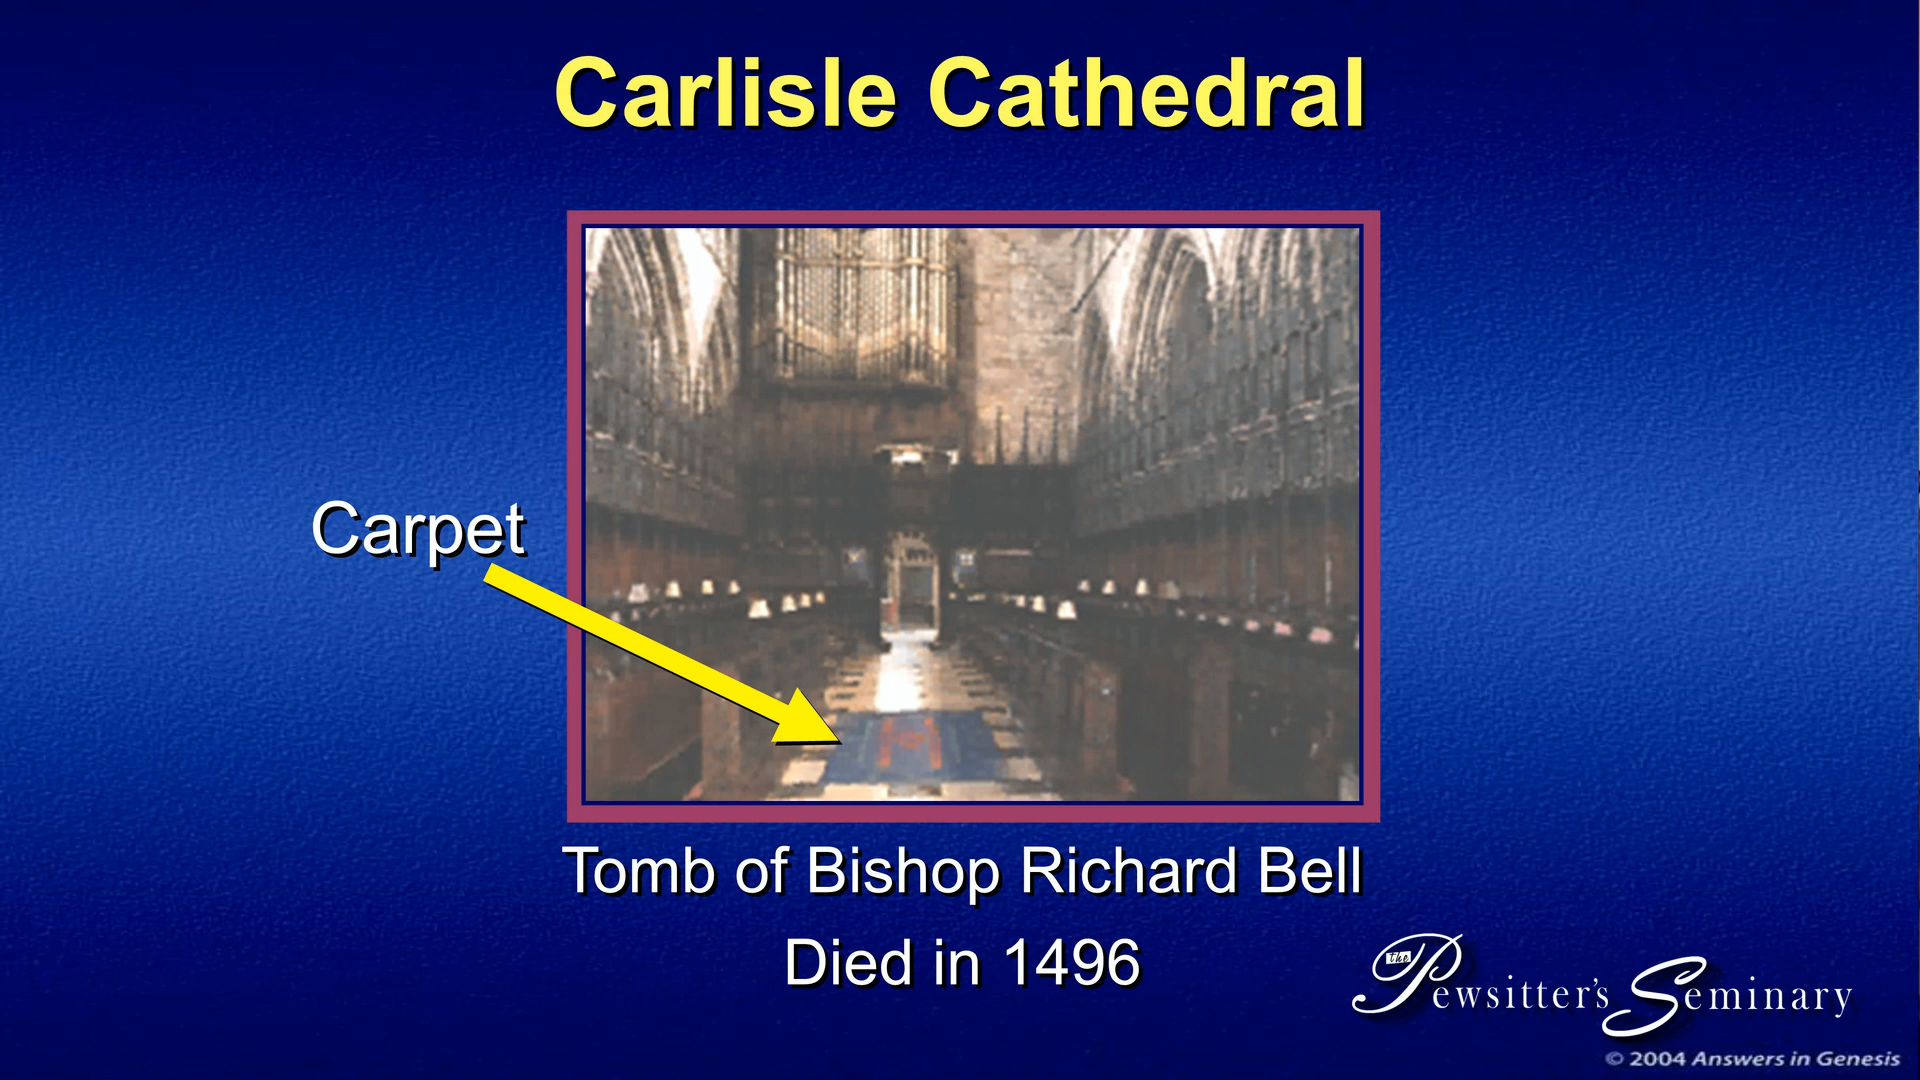 Carlisle Cathedral
Carpet
Tomb of Bishop Richard Bell
Died in 1496
the Pewsitter's Seminary
© 2004 Answers in Genesis